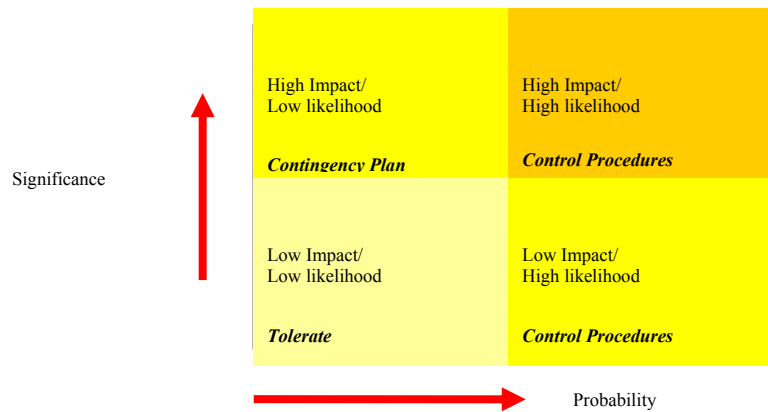 High Impact/
Low likelihood
Contingency Plan
High Impact/
High likelihood
Control Procedures
Significance
Low Impact/
Low likelihood
Tolerate
Low Impact/
High likelihood
Control Procedures
Probability